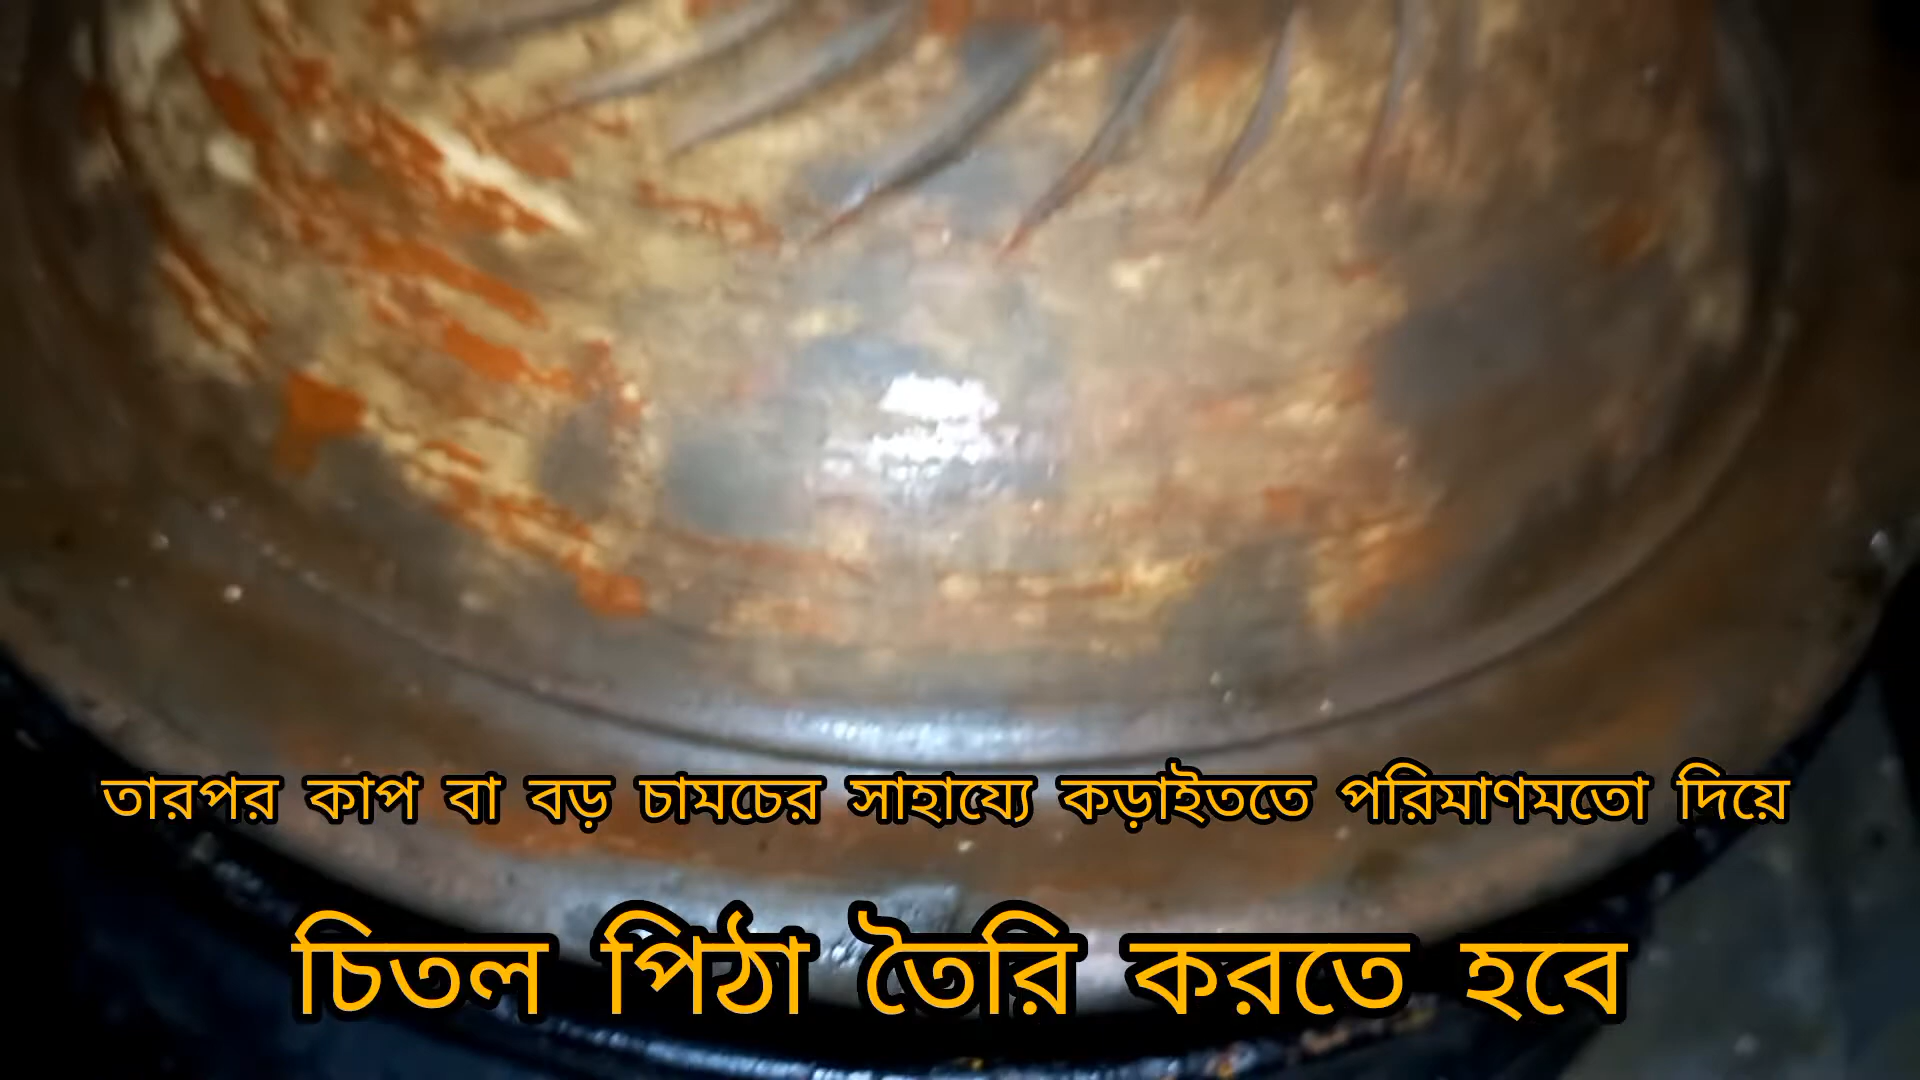 তারপর কাপ বা বড় চামচের সাহায্যে কড়াইততে পরিমাণমতো দিয়ে
চিতল পিঠা তৈরি করতে হবে